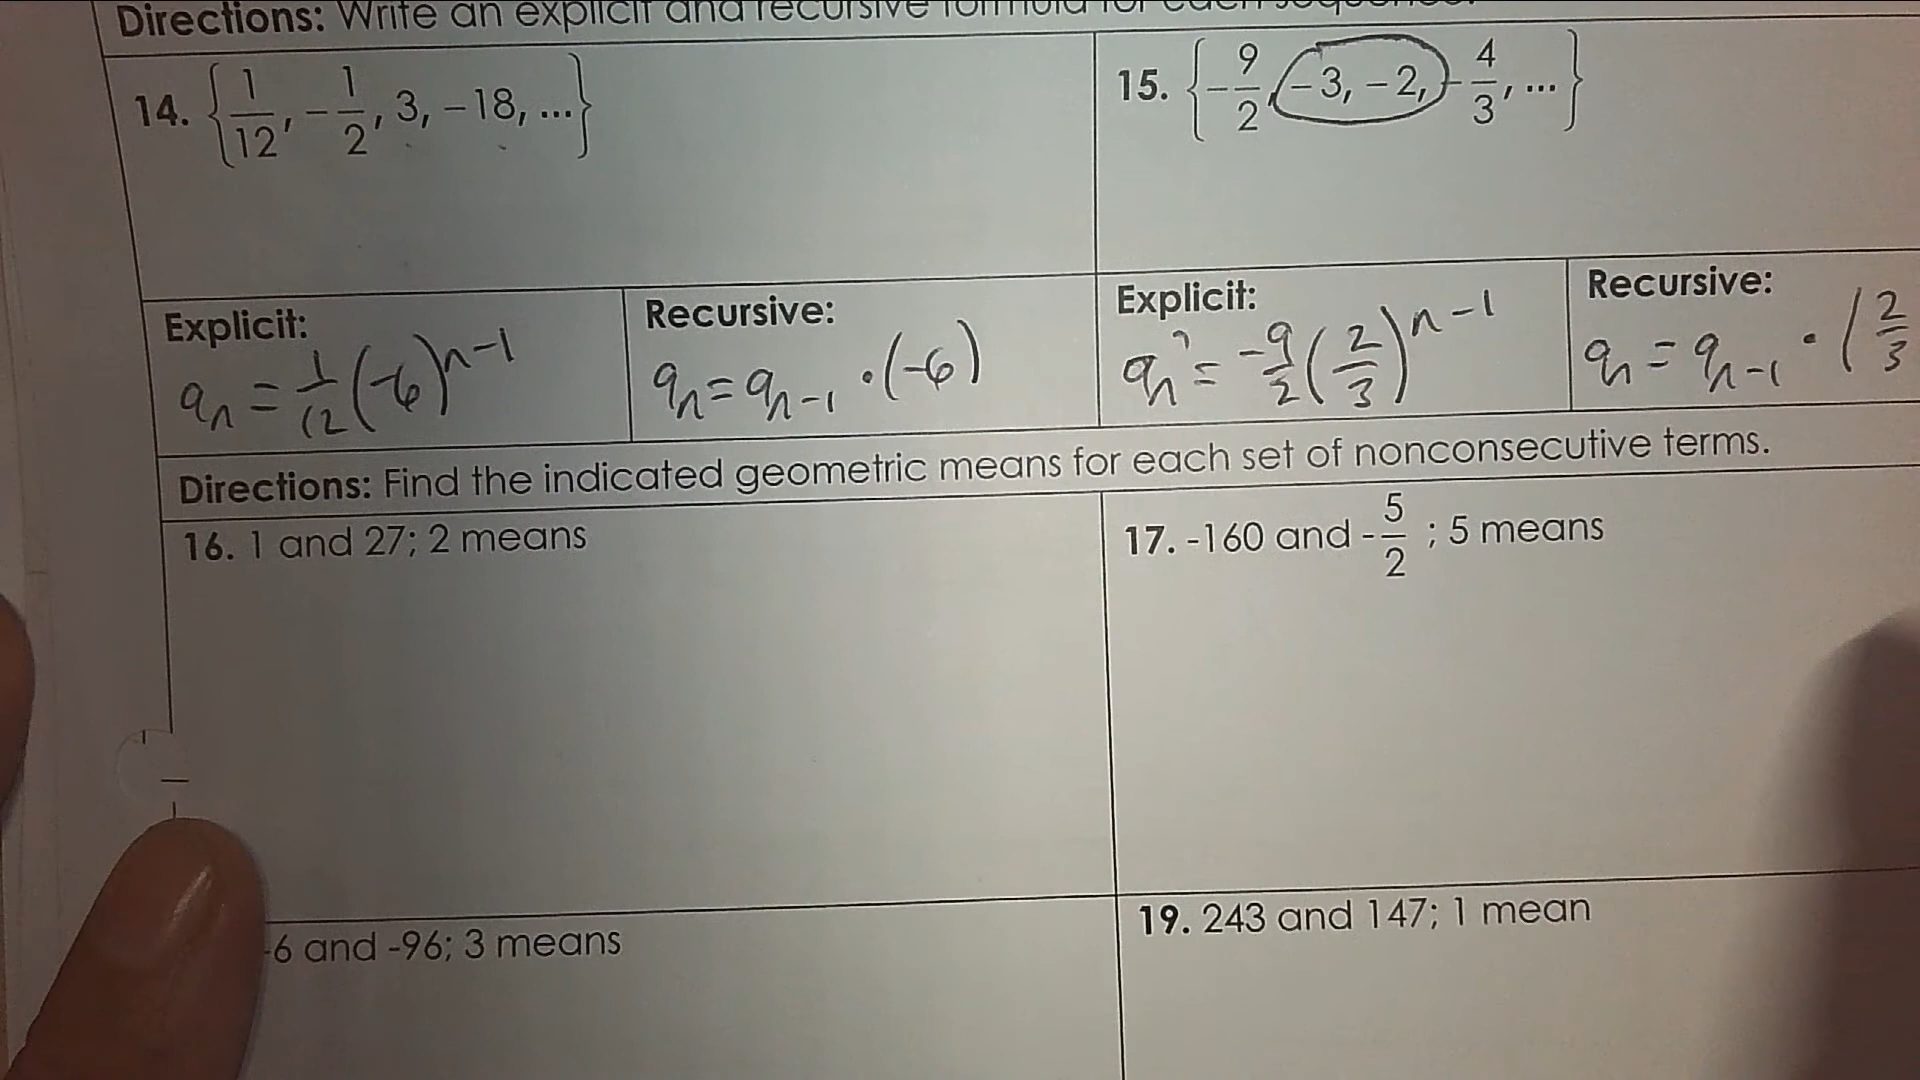 Directions: Write an explicit and recursive formula for each sequence.
14. {1/12, -1/2, 3, -18, ...}
15. {-9/2, -3, -2, -4/3, ...}
Explicit:
aₙ = 1/12(-6)ⁿ⁻¹
Recursive:
aₙ = aₙ₋₁ · (-6)
Explicit:
aₙ = -9/2(2/3)ⁿ⁻¹
Recursive:
aₙ = aₙ₋₁ · (2/3
Directions: Find the indicated geometric means for each set of nonconsecutive terms.
16. 1 and 27; 2 means
17. -160 and -5/2 ; 5 means
-6 and -96; 3 means
19. 243 and 147; 1 mean